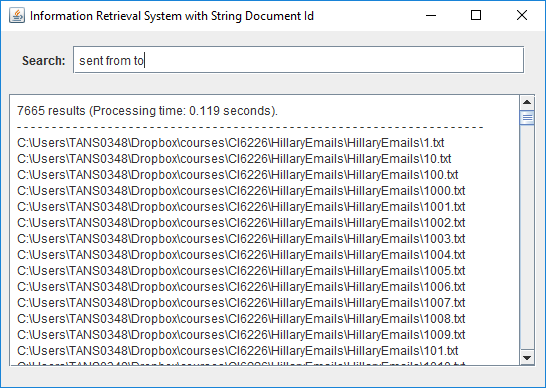 Information Retrieval System with String Document Id
Search: sent from to
7665 results (Processing time: 0.119 seconds).
- - - - - - - - - - - - - - - - - - - - - - - - - - - - - - - - - - - - - - - - - - - - - - - - - - - - - - - - - - - - - - - -
C:\Users\TANS0348\Dropbox\courses\CI6226\HillaryEmails\HillaryEmails\1.txt
C:\Users\TANS0348\Dropbox\courses\CI6226\HillaryEmails\HillaryEmails\10.txt
C:\Users\TANS0348\Dropbox\courses\CI6226\HillaryEmails\HillaryEmails\100.txt
C:\Users\TANS0348\Dropbox\courses\CI6226\HillaryEmails\HillaryEmails\1000.txt
C:\Users\TANS0348\Dropbox\courses\CI6226\HillaryEmails\HillaryEmails\1001.txt
C:\Users\TANS0348\Dropbox\courses\CI6226\HillaryEmails\HillaryEmails\1002.txt
C:\Users\TANS0348\Dropbox\courses\CI6226\HillaryEmails\HillaryEmails\1003.txt
C:\Users\TANS0348\Dropbox\courses\CI6226\HillaryEmails\HillaryEmails\1004.txt
C:\Users\TANS0348\Dropbox\courses\CI6226\HillaryEmails\HillaryEmails\1005.txt
C:\Users\TANS0348\Dropbox\courses\CI6226\HillaryEmails\HillaryEmails\1006.txt
C:\Users\TANS0348\Dropbox\courses\CI6226\HillaryEmails\HillaryEmails\1007.txt
C:\Users\TANS0348\Dropbox\courses\CI6226\HillaryEmails\HillaryEmails\1008.txt
C:\Users\TANS0348\Dropbox\courses\CI6226\HillaryEmails\HillaryEmails\1009.txt
C:\Users\TANS0348\Dropbox\courses\CI6226\HillaryEmails\HillaryEmails\101.txt